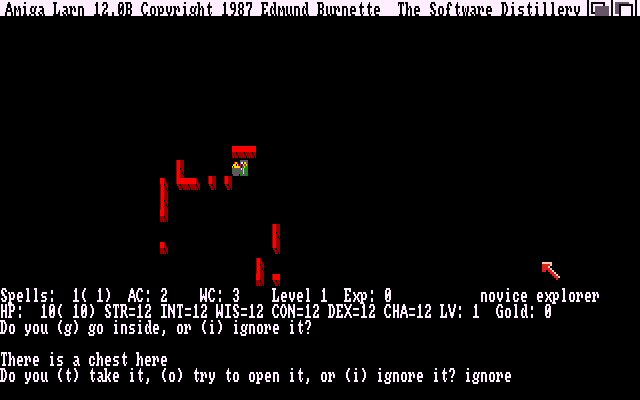 Amiga Larn 12.0B Copyright 1987 Edmund Burnette  The Software Distillery
Spells:  1( 1)  AC: 2    WC: 3    Level 1  Exp: 0           novice explorer
HP:  10( 10) STR=12 INT=12 WIS=12 CON=12 DEX=12 CHA=12 LV: 1  Gold: 0
Do you (g) go inside, or (i) ignore it?
There is a chest here
Do you (t) take it, (o) try to open it, or (i) ignore it? ignore